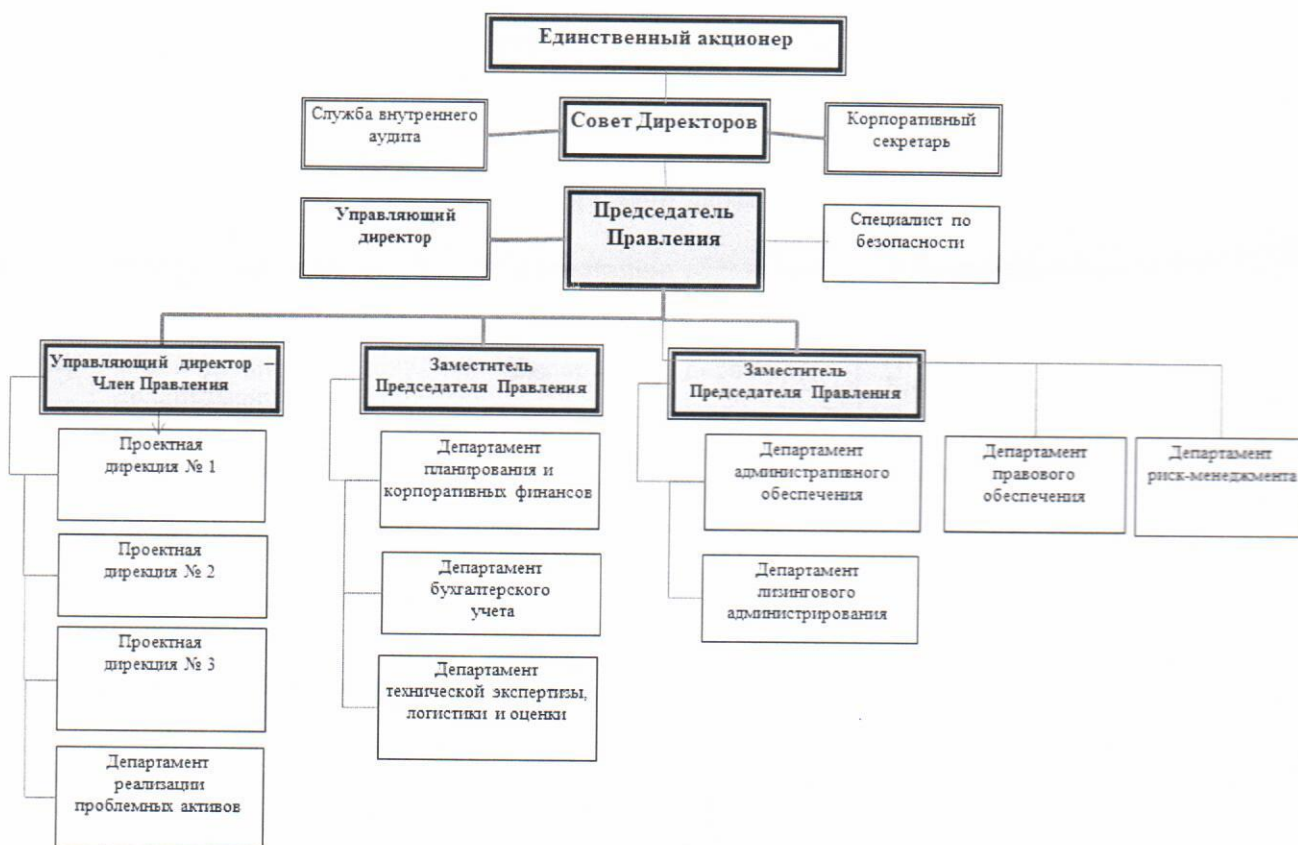 Единственный акционер
Служба внутреннего
аудита
Совет Директоров
Корпоративный
секретарь
Управляющий
директор
Председатель
Правления
Специалист по
безопасности
Управляющий директор –
Член Правления
Заместитель
Председателя Правления
Заместитель
Председателя Правления
Проектная
дирекция № 1
Проектная
дирекция № 2
Проектная
дирекция № 3
Департамент
реализации
проблемных активов
Департамент
планирования и
корпоративных финансов
Департамент
бухгалтерского
учета
Департамент
технической экспертизы,
логистики и оценки
Департамент
административного
обеспечения
Департамент
лизингового
администрирования
Департамент
правового
обеспечения
Департамент
риск-менеджмента